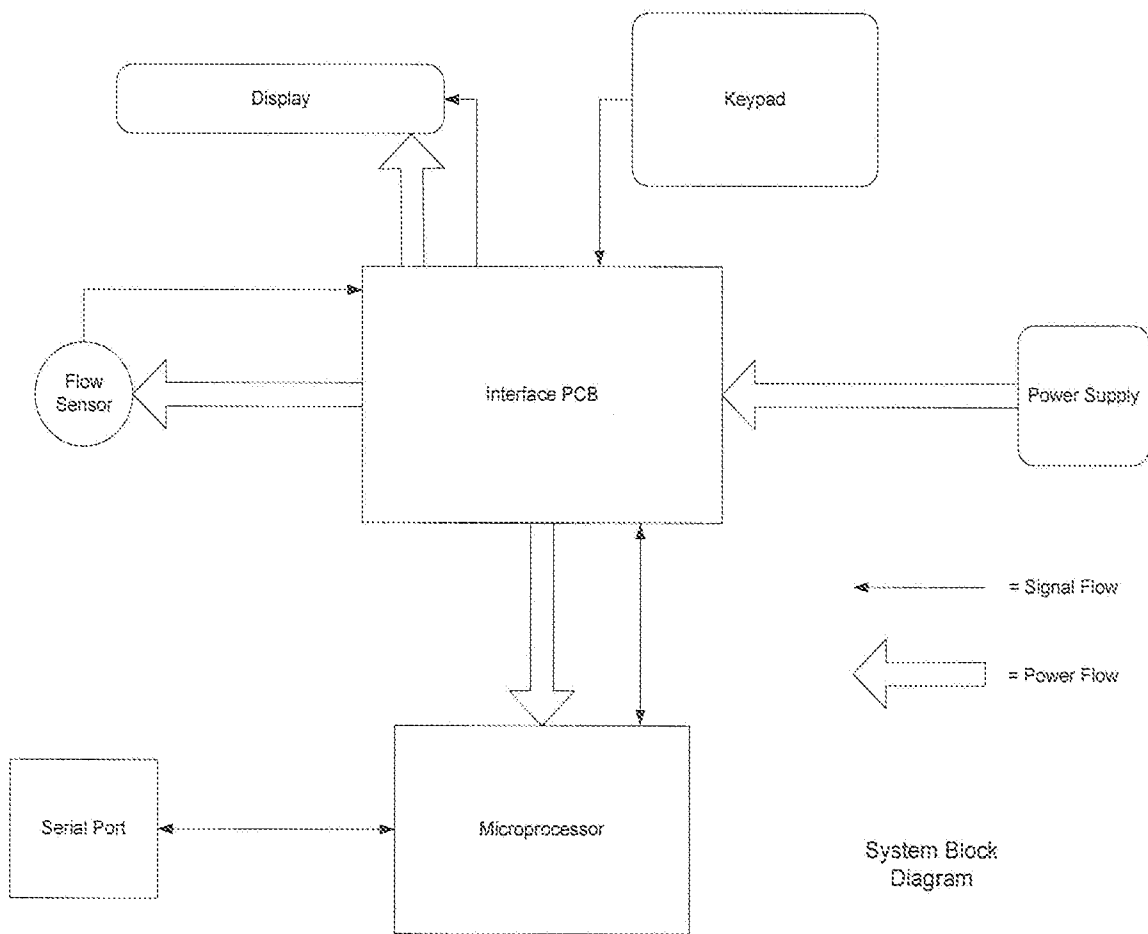 Display
Keypad
Flow
Sensor
Interface PCB
Power Supply
= Signal Flow
= Power Flow
Serial Port
Microprocessor
System Block
Diagram